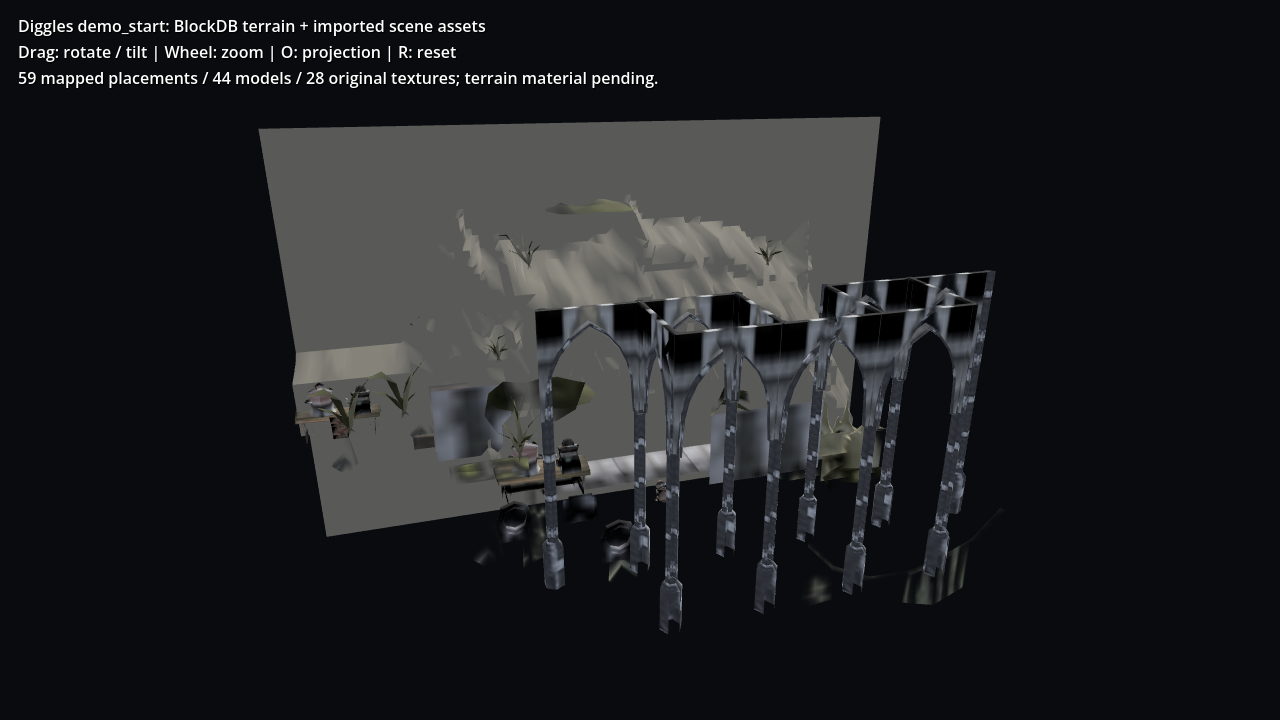 Diggles demo_start: BlockDB terrain + imported scene assets
Drag: rotate / tilt | Wheel: zoom | O: projection | R: reset
59 mapped placements / 44 models / 28 original textures; terrain material pending.